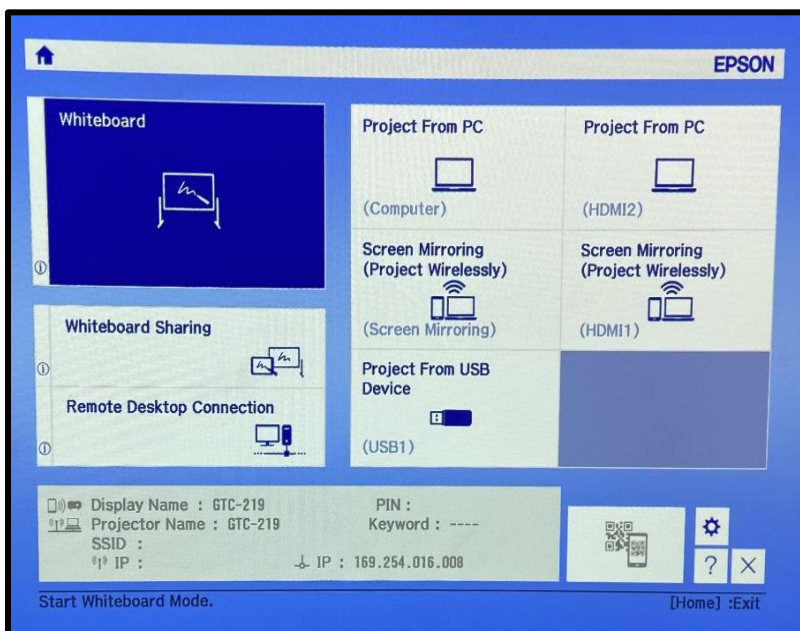 EPSON
Whiteboard
Project From PC
(Computer)
Project From PC
(HDMI2)
Screen Mirroring
(Project Wirelessly)
(Screen Mirroring)
Screen Mirroring
(Project Wirelessly)
(HDMI1)
Whiteboard Sharing
Remote Desktop Connection
Project From USB
Device
(USB1)
Display Name : GTC-219
PIN :
Projector Name : GTC-219
Keyword : ----
SSID :
IP :
IP : 169.254.016.008
?
Start Whiteboard Mode.
[Home] :Exit